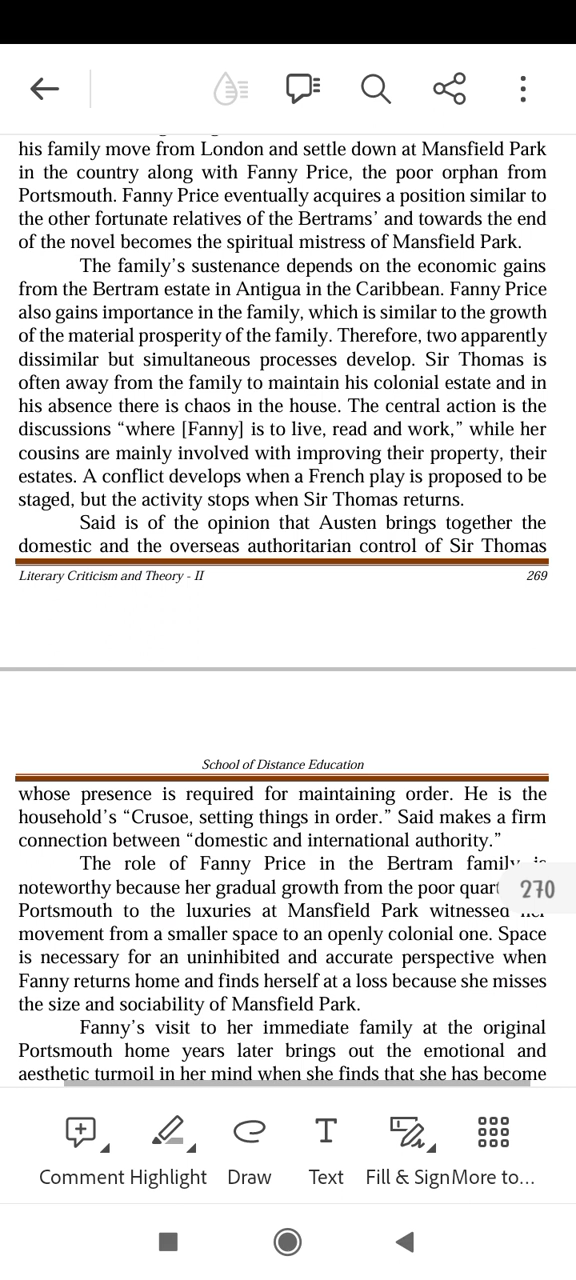 his family move from London and settle down at Mansfield Park
in the country along with Fanny Price, the poor orphan from
Portsmouth. Fanny Price eventually acquires a position similar to
the other fortunate relatives of the Bertrams’ and towards the end
of the novel becomes the spiritual mistress of Mansfield Park.
The family’s sustenance depends on the economic gains
from the Bertram estate in Antigua in the Caribbean. Fanny Price
also gains importance in the family, which is similar to the growth
of the material prosperity of the family. Therefore, two apparently
dissimilar but simultaneous processes develop. Sir Thomas is
often away from the family to maintain his colonial estate and in
his absence there is chaos in the house. The central action is the
discussions “where [Fanny] is to live, read and work,” while her
cousins are mainly involved with improving their property, their
estates. A conflict develops when a French play is proposed to be
staged, but the activity stops when Sir Thomas returns.
Said is of the opinion that Austen brings together the
domestic and the overseas authoritarian control of Sir Thomas
Literary Criticism and Theory - II 269
School of Distance Education
whose presence is required for maintaining order. He is the
household’s “Crusoe, setting things in order.” Said makes a firm
connection between “domestic and international authority.”
The role of Fanny Price in the Bertram family is
noteworthy because her gradual growth from the poor
270
Portsmouth to the luxuries at Mansfield Park witnessed
movement from a smaller space to an openly colonial one. Space
is necessary for an uninhibited and accurate perspective when
Fanny returns home and finds herself at a loss because she misses
the size and sociability of Mansfield Park.
Fanny’s visit to her immediate family at the original
Portsmouth home years later brings out the emotional and
aesthetic turmoil in her mind when she finds that she has become
Comment Highlight Draw Text Fill & Sign More to...